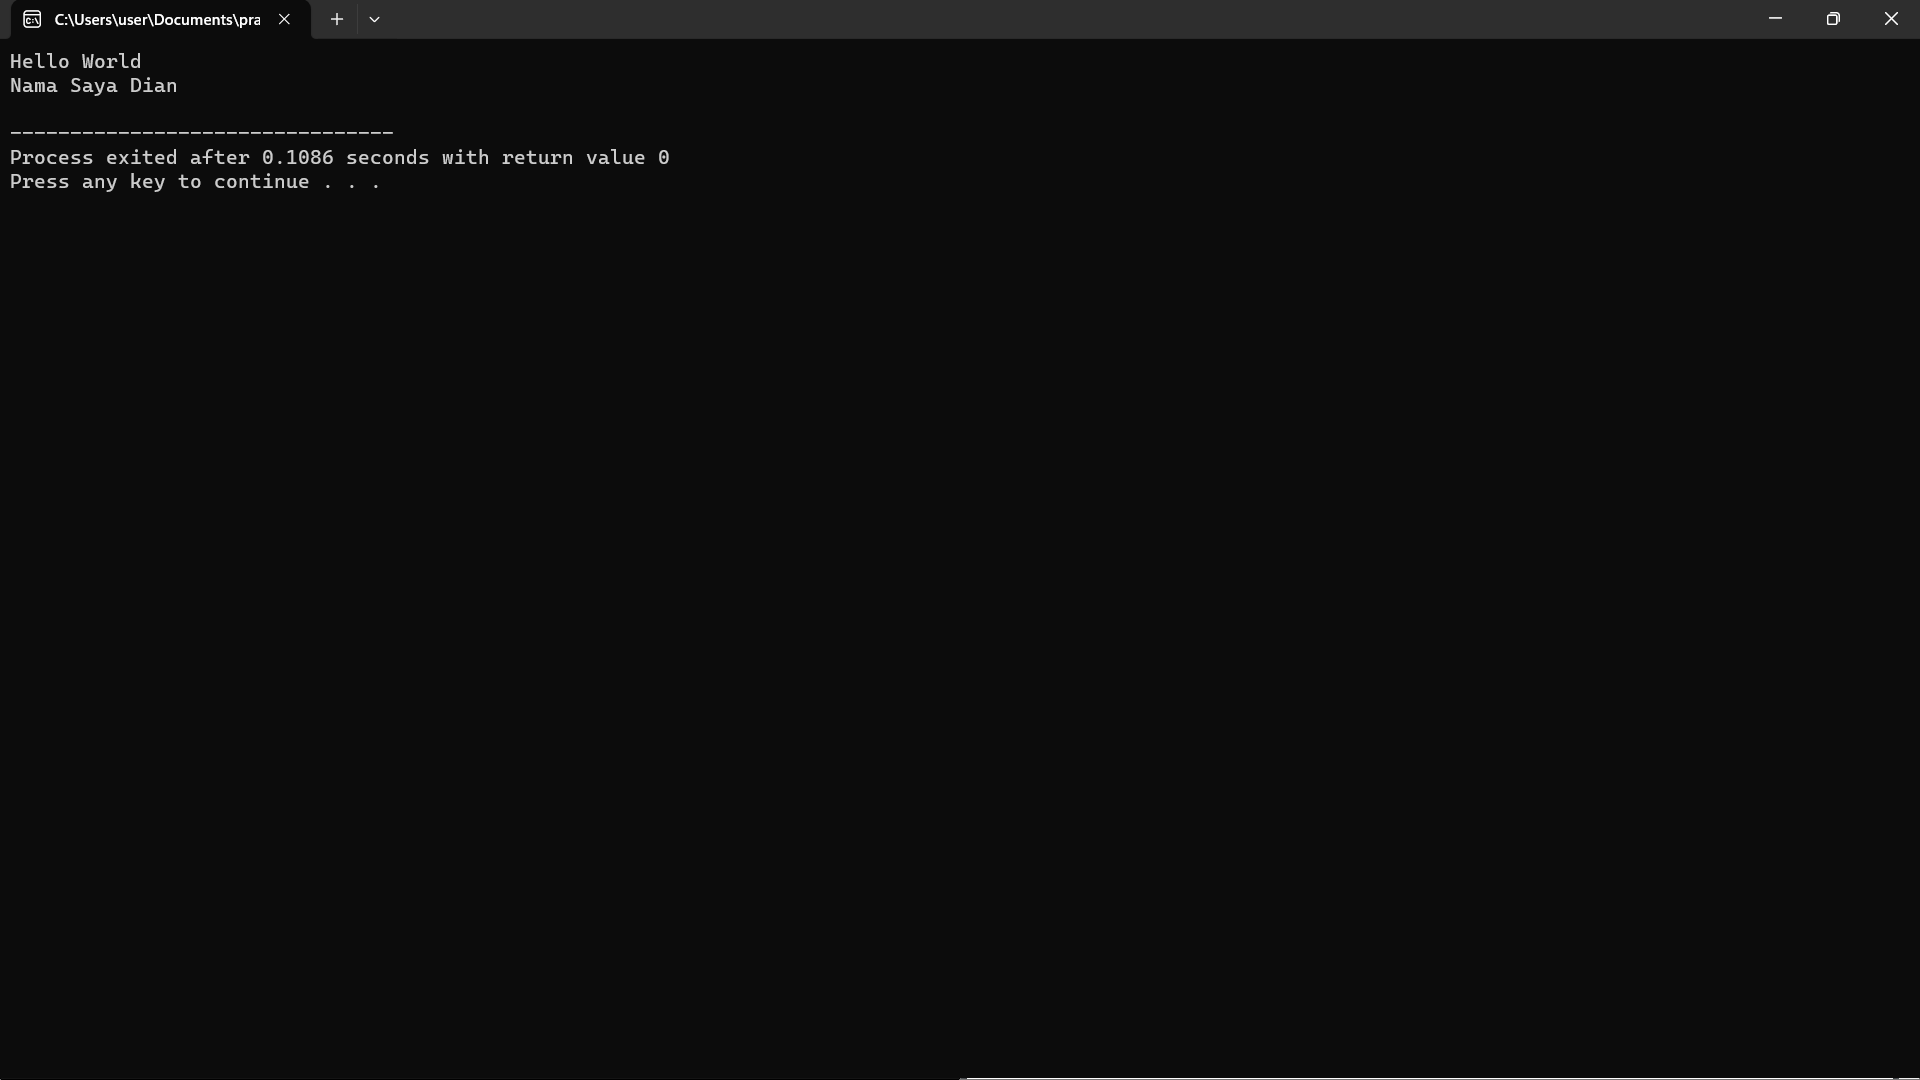 C:\Users\user\Documents\pra
Hello World
Nama Saya Dian
--------------------------------
Process exited after 0.1086 seconds with return value 0
Press any key to continue . . .